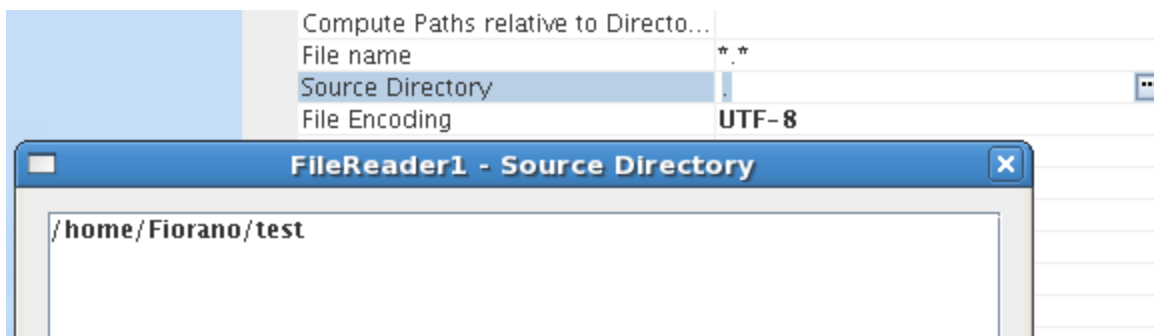 Compute Paths relative to Directo...
File name *.*
Source Directory .
File Encoding UTF-8
FileReader1 - Source Directory
/home/Fiorano/test